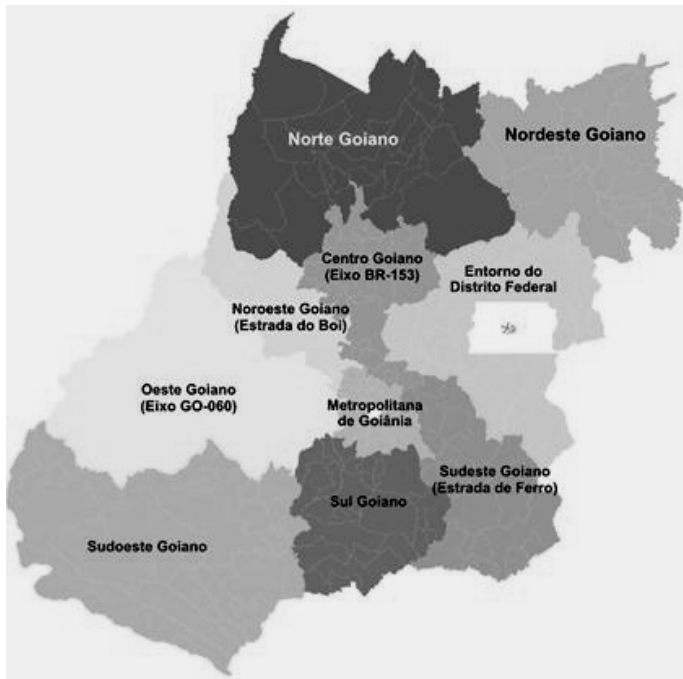 Norte Goiano
Nordeste Goiano
Centro Goiano
(Eixo BR-153)
Entorno do
Distrito Federal
Noroeste Goiano
(Estrada do Boi)
Oeste Goiano
(Eixo GO-060)
Metropolitana
de Goiânia
Sudeste Goiano
(Estrada de Ferro)
Sul Goiano
Sudoeste Goiano